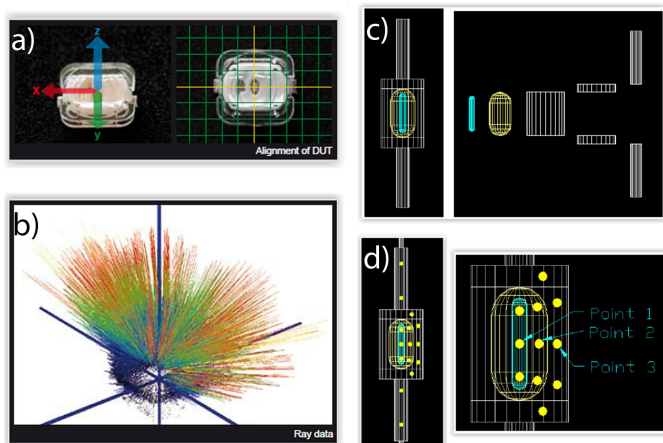 a)
z
x
y
Alignment of DUT
b)
Ray data
c)
d)
Point 1
Point 2
Point 3